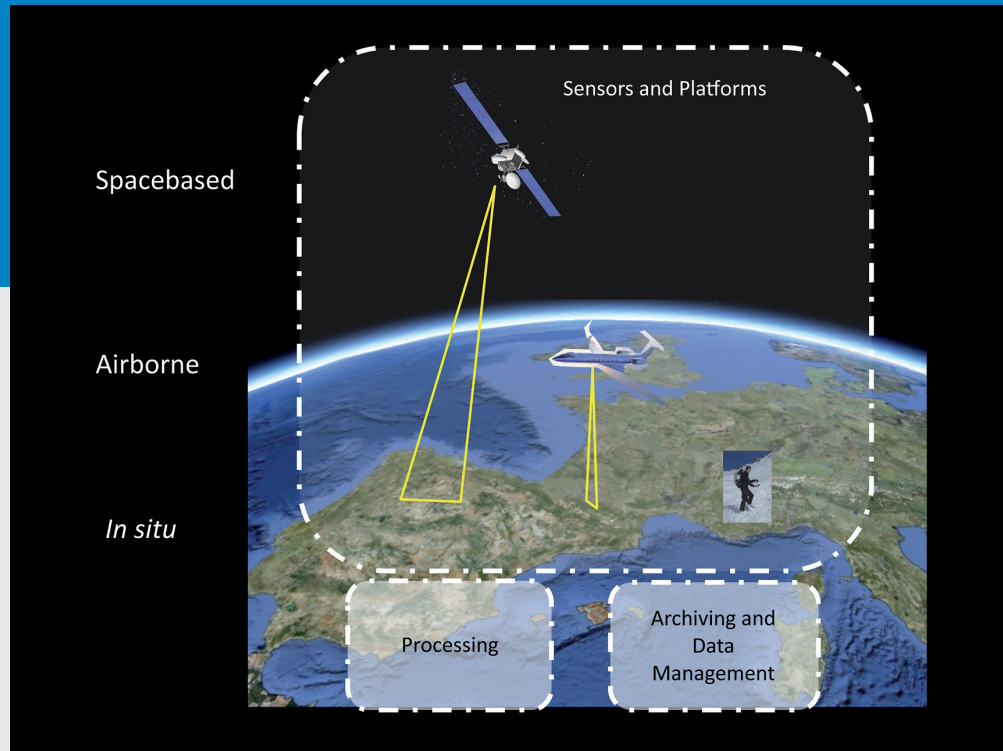 Sensors and Platforms
Spacebased
Airborne
In situ
Processing
Archiving and
Data
Management